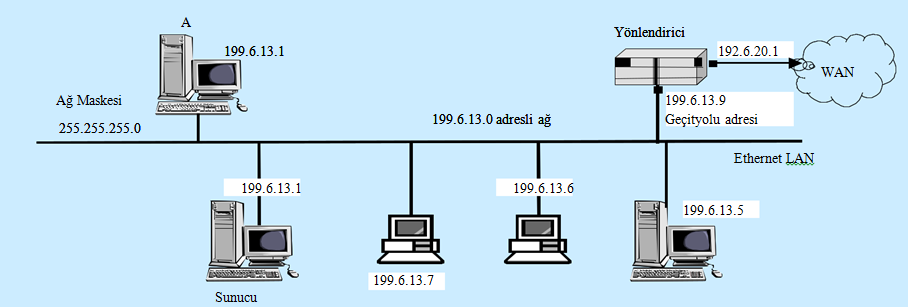 A
199.6.13.1
Yönlendirici
192.6.20.1
WAN
Ağ Maskesi
255.255.255.0
199.6.13.0 adresli ağ
199.6.13.9
Geçityolu adresi
Ethernet LAN
199.6.13.1
199.6.13.6
199.6.13.5
199.6.13.7
Sunucu